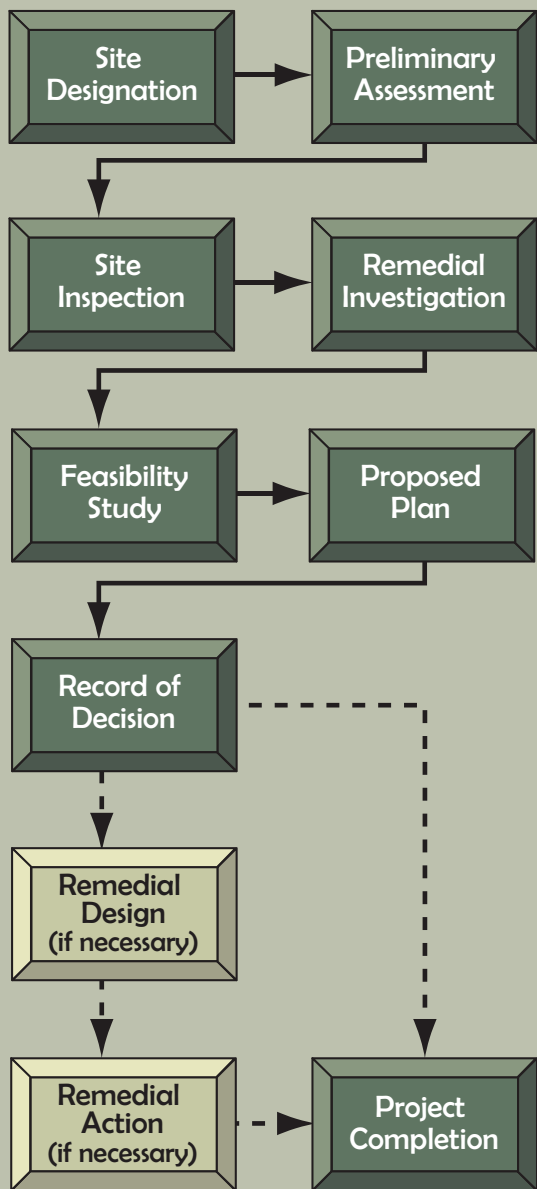 Site
Designation
Preliminary
Assessment
Site
Inspection
Remedial
Investigation
Feasibility
Study
Proposed
Plan
Record of
Decision
Remedial
Design
(if necessary)
Remedial
Action
(if necessary)
Project
Completion